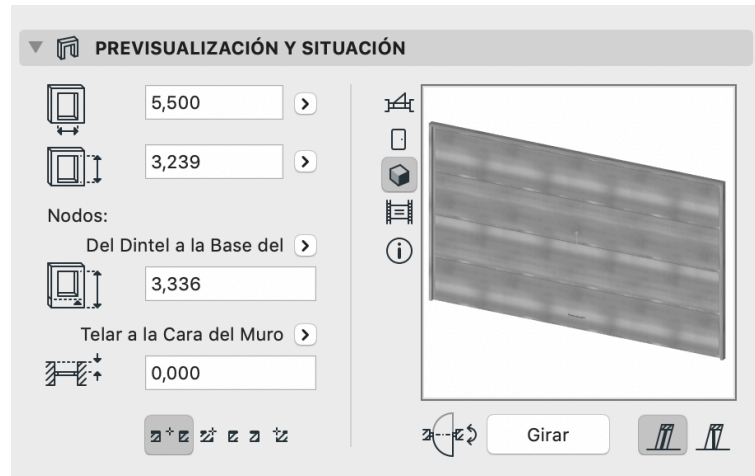 PREVISUALIZACIÓN Y SITUACIÓN
5,500
3,239
Nodos:
Del Dintel a la Base del
3,336
Telar a la Cara del Muro
0,000
Girar